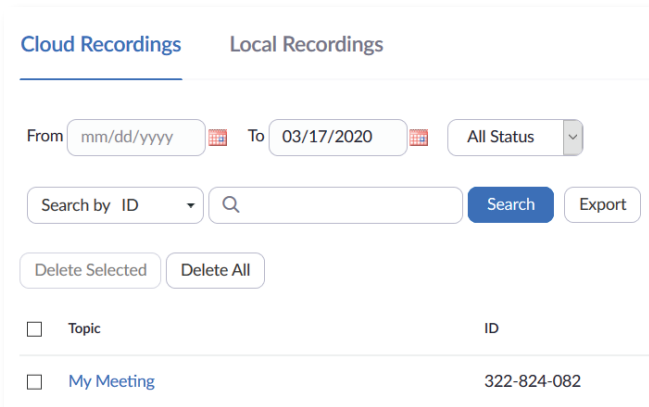 Cloud Recordings Local Recordings
From mm/dd/yyyy To 03/17/2020 All Status
Search by ID Search Export
Delete Selected Delete All
Topic ID
My Meeting 322-824-082